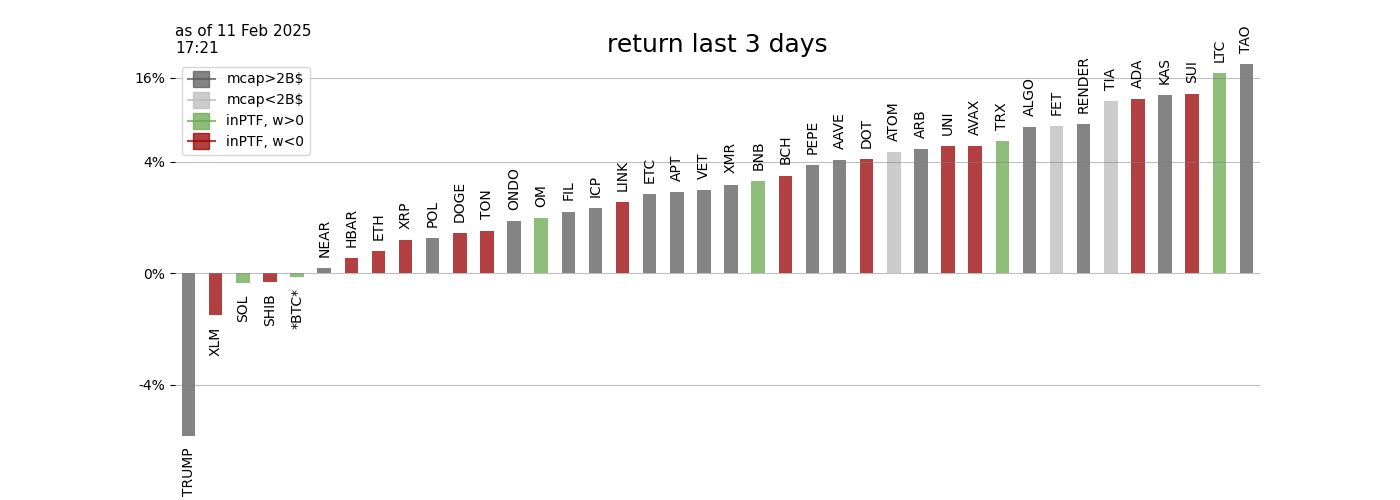 as of 11 Feb 2025
17:21
return last 3 days
16%
4%
0%
-4%
mcap>2B$
mcap<2B$
inPTF, w>0
inPTF, w<0
TRUMP
XLM
SOL
SHIB
*BTC*
NEAR
HBAR
ETH
XRP
POL
DOGE
TON
ONDO
OM
FIL
ICP
LINK
ETC
APT
VET
XMR
BNB
BCH
PEPE
AAVE
DOT
ATOM
ARB
UNI
AVAX
TRX
ALGO
FET
RENDER
TIA
ADA
KAS
SUI
LTC
TAO